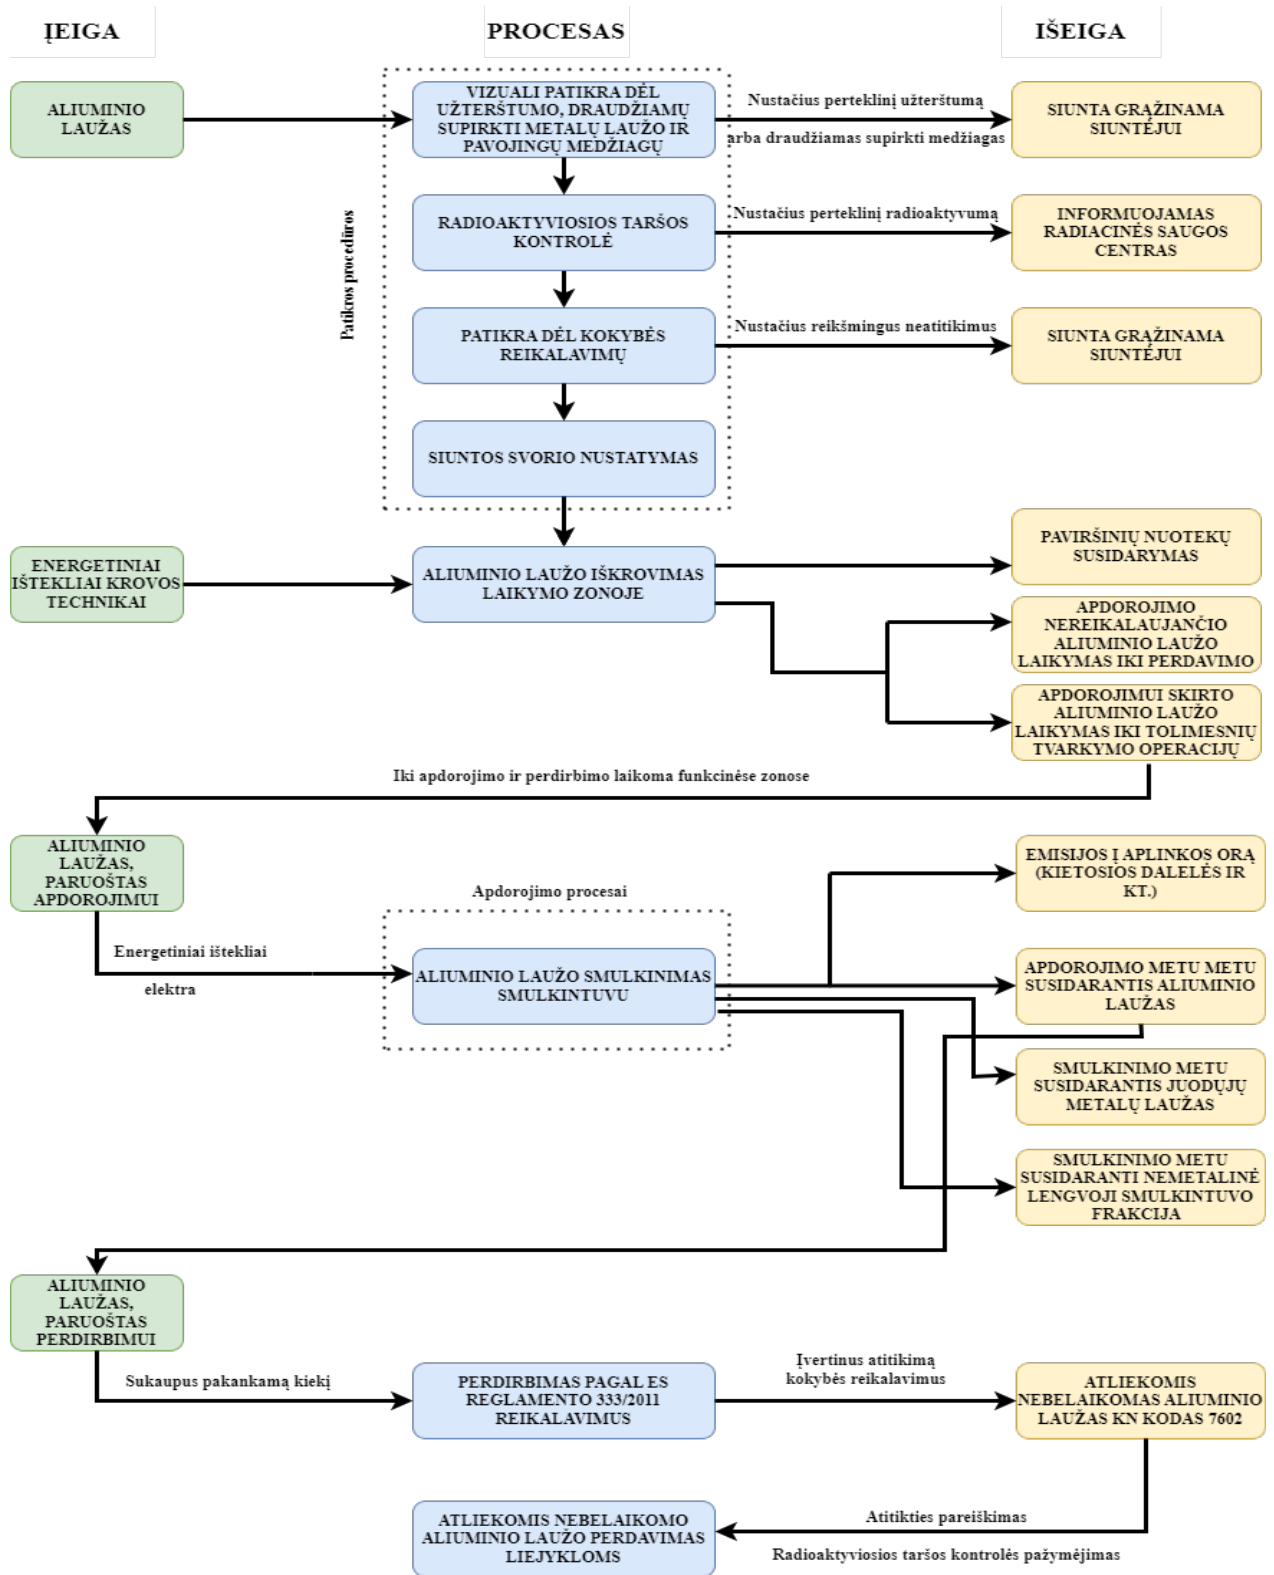 ĮEIGA
PROCESAS
IŠEIGA
ALIUMINIO
LAUŽAS
VIZUALI PATIKRA DĖL
UŽTERŠTUMO, DRAUDŽIAMŲ
SUPIRKTI METALŲ LAUŽO IR
PAVOJINGŲ MEDŽIAGŲ
Nustačius perteklinį užterštumą
arba draudžiamas supirkti medžiagas
SIUNTA GRĄŽINAMA
SIUNTĖJUI
Patikros procedūros
RADIOAKTYVIOSIOS TARŠOS
KONTROLĖ
Nustačius perteklinį radioaktyvumą
INFORMUOJAMAS
RADIACINĖS SAUGOS
CENTRAS
PATIKRA DĖL KOKYBĖS
REIKALAVIMŲ
Nustačius reikšmingus neatitikimus
SIUNTA GRĄŽINAMA
SIUNTĖJUI
SIUNTOS SVORIO NUSTATYMAS
ENERGETINIAI
IŠTEKLIAI KROVOS
TECHNIKAI
ALIUMINIO LAUŽO IŠKROVIMAS
LAIKYMO ZONOJE
PAVIRŠINIŲ NUOTEKŲ
SUSIDARYMAS
APDOROJIMO
NEREIKALAUJANČIO
ALIUMINIO LAUŽO
LAIKYMAS IKI PERDAVIMO
APDOROJIMUI SKIRTO
ALIUMINIO LAUŽO
LAIKYMAS IKI TOLIMESNIŲ
TVARKYMO OPERACIJŲ
Iki apdorojimo ir perdirbimo laikoma funkcinėse zonose
ALIUMINIO
LAUŽAS,
PARUOŠTAS
APDOROJIMUI
Energetiniai ištekliai
elektra
Apdorojimo procesai
ALIUMINIO LAUŽO SMULKINIMAS
SMULKINTUVU
EMISIJOS Į APLINKOS ORĄ
(KIETOSIOS DALELĖS IR
KT.)
APDOROJIMO METU METU
SUSIDARANTIS ALIUMINIO
LAUŽAS
SMULKINIMO METU
SUSIDARANTIS JUODŲJŲ
METALŲ LAUŽAS
SMULKINIMO METU
SUSIDARANTI NEMETALINĖ
LENGVOJI SMULKINTUVO
FRAKCIJA
ALIUMINIO
LAUŽAS,
PARUOŠTAS
PERDIRBIMUI
Sukaupus pakankamą kiekį
PERDIRBIMAS PAGAL ES
REGLAMENTO 333/2011
REIKALAVIMUS
Įvertinus atitikimą
kokybės reikalavimus
ATLIEKOMIS
NEBELAIKOMAS ALIUMINIO
LAUŽAS KN KODAS 7602
ATLIEKOMIS NEBELAIKOMO
ALIUMINIO LAUŽO PERDAVIMAS
LIEJYKLOMS
Atitikties pareiškimas
Radioaktyviosios taršos kontrolės pažymėjimas